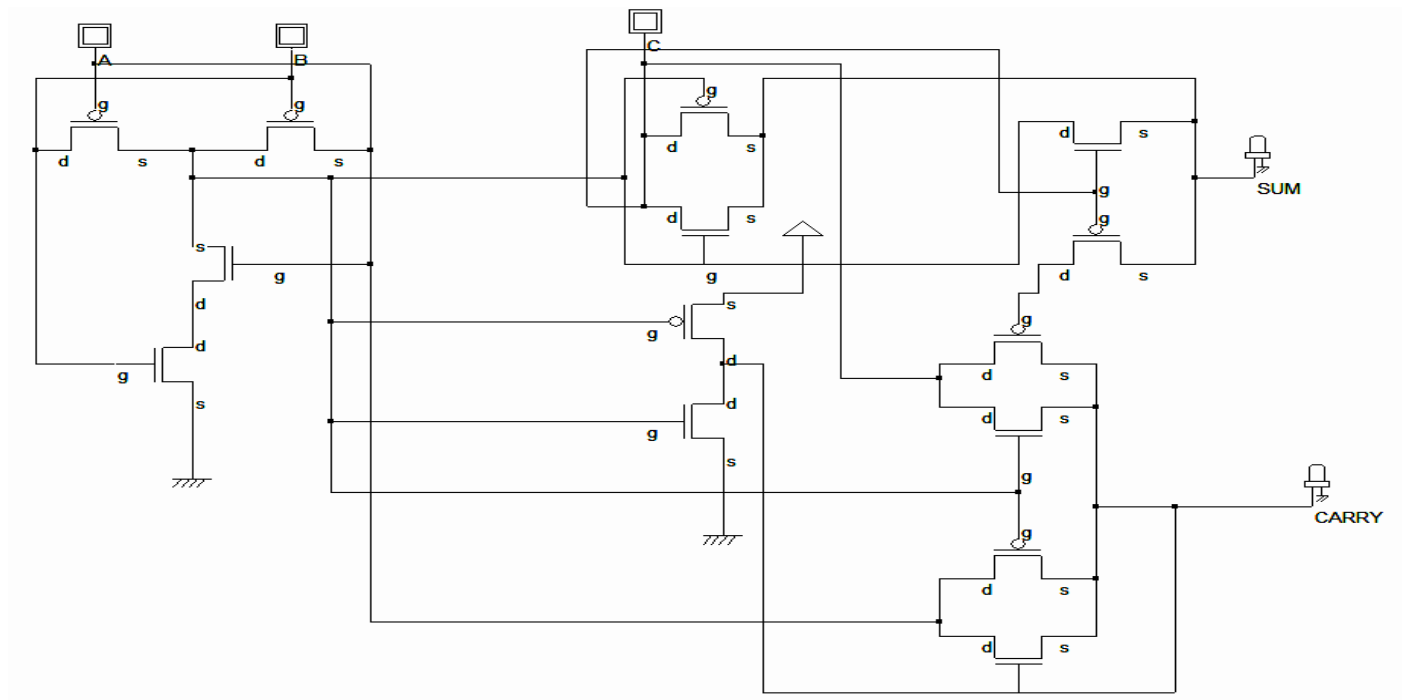 A B C
g g g
d s d s d s d s
g SUM
s d s g d s
g g
d s
d g g
g d d s
g s d d s
g s g
CARRY
g
d s
d s